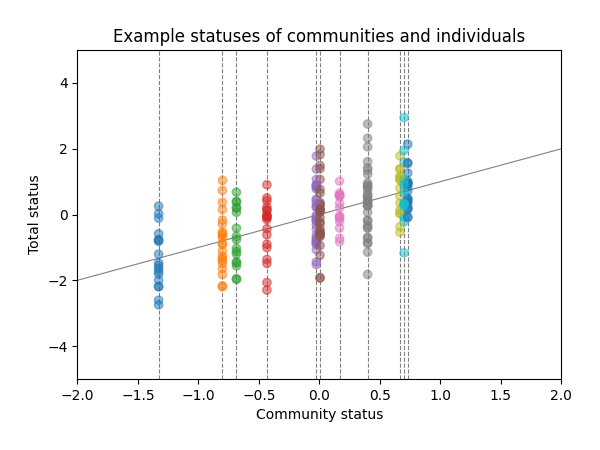 Example statuses of communities and individuals
Total status
4
2
0
−2
−4
−2.0 −1.5 −1.0 −0.5 0.0 0.5 1.0 1.5 2.0
Community status